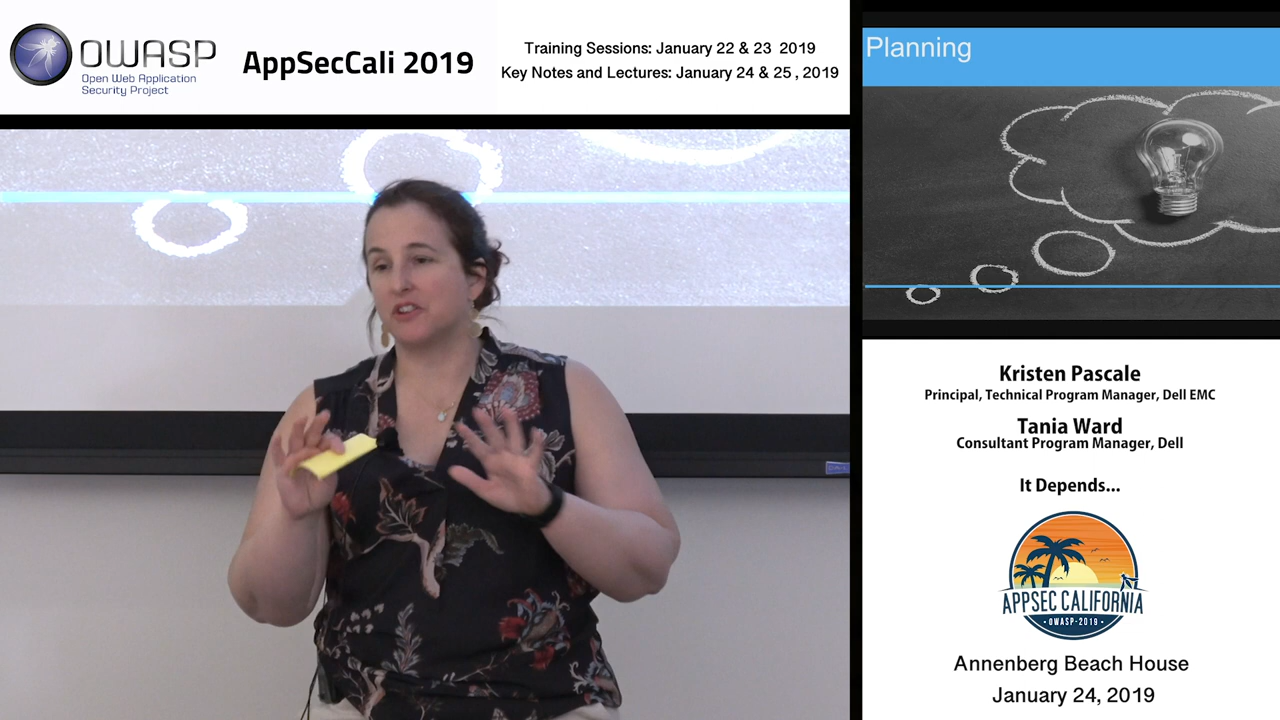 OWASP
Open Web Application
Security Project
AppSecCali 2019
Training Sessions: January 22 & 23 2019
Key Notes and Lectures: January 24 & 25 , 2019
Planning
Kristen Pascale
Principal, Technical Program Manager, Dell EMC
Tania Ward
Consultant Program Manager, Dell
It Depends...
APPSEC CALIFORNIA
• OWASP-2019 •
Annenberg Beach House
January 24, 2019